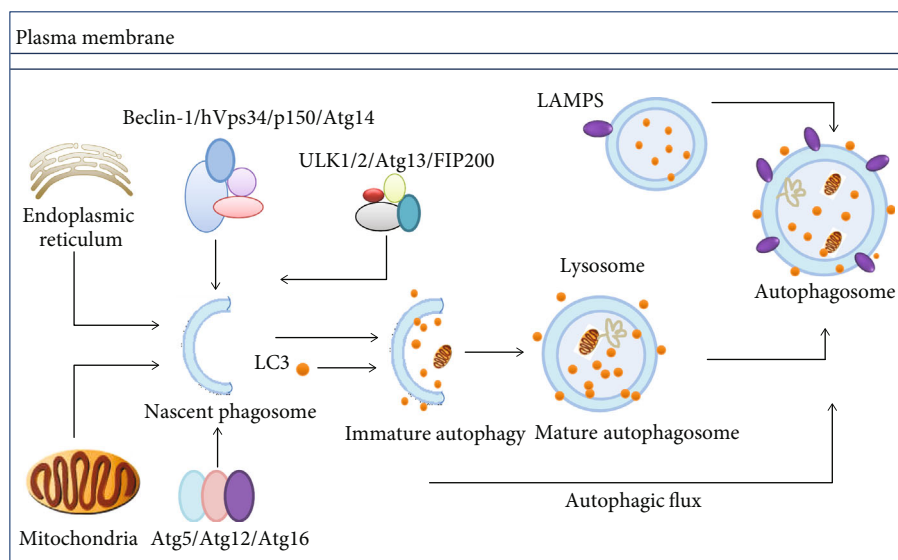 Plasma membrane
LAMPS
Beclin-1/hVps34/p150/Atg14
ULK1/2/Atg13/FIP200
Endoplasmic
reticulum
Lysosome
Autophagosome
LC3
Nascent phagosome
Immature autophagy
Mature autophagosome
Autophagic flux
Mitochondria
Atg5/Atg12/Atg16